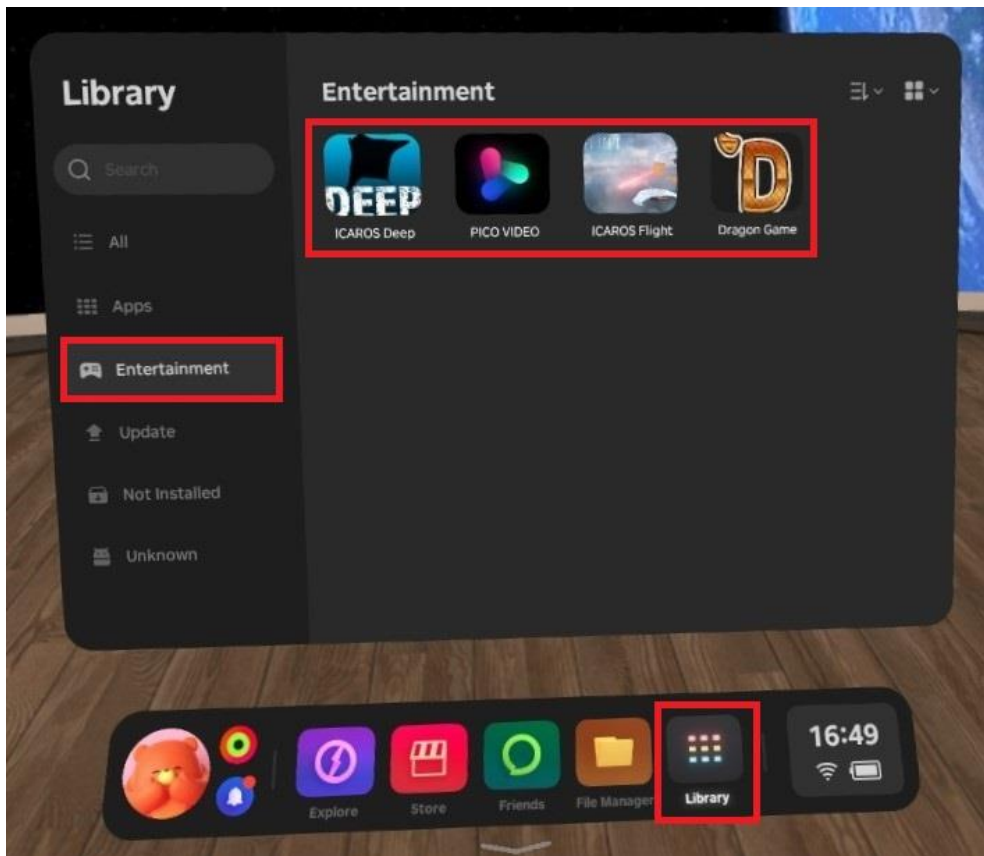 Library
Search
All
Apps
Entertainment
Update
Not Installed
Unknown
Entertainment
DEEP
D
ICAROS Deep
PICO VIDEO
ICAROS Flight
Dragon Game
16:49
Explore
Store
Friends
File Manager
Library